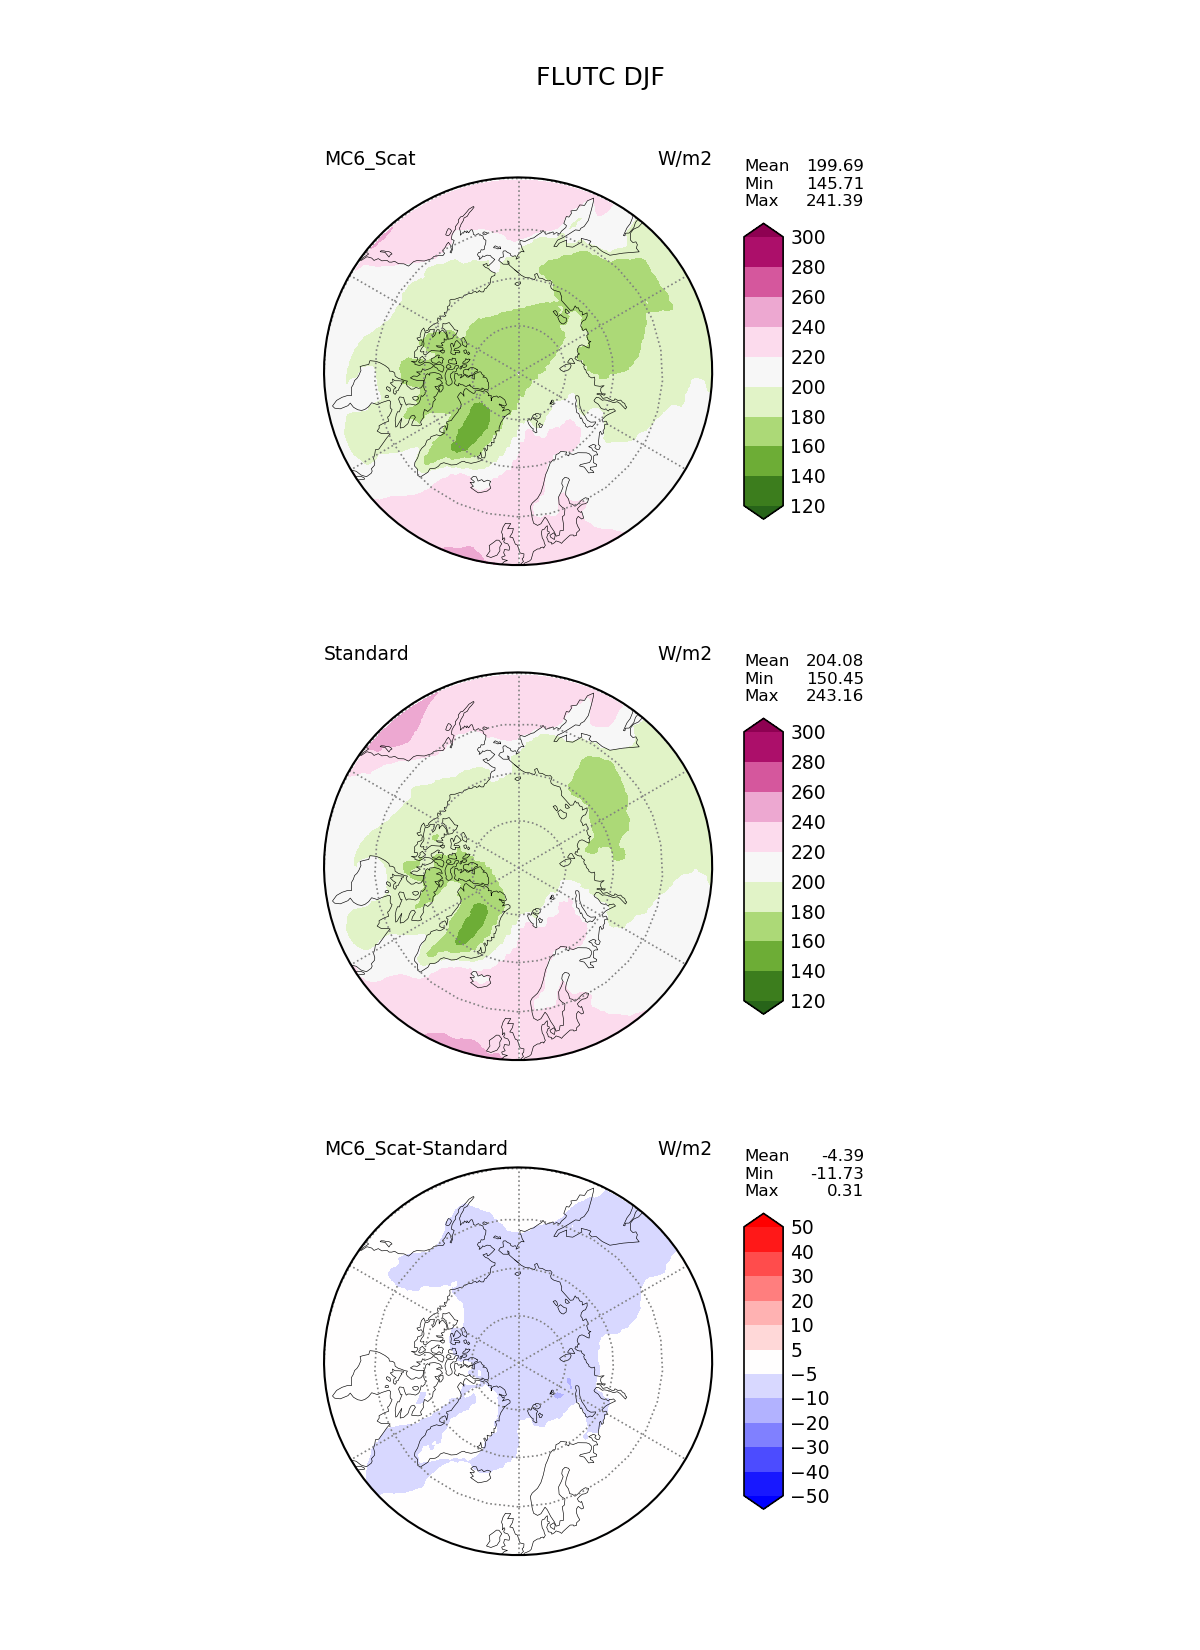 FLUTC DJF
MC6_Scat W/m2
Mean 199.69
Min 145.71
Max 241.39
300
280
260
240
220
200
180
160
140
120
Standard W/m2
Mean 204.08
Min 150.45
Max 243.16
300
280
260
240
220
200
180
160
140
120
MC6_Scat-Standard W/m2
Mean -4.39
Min -11.73
Max 0.31
50
40
30
20
10
5
−5
−10
−20
−30
−40
−50